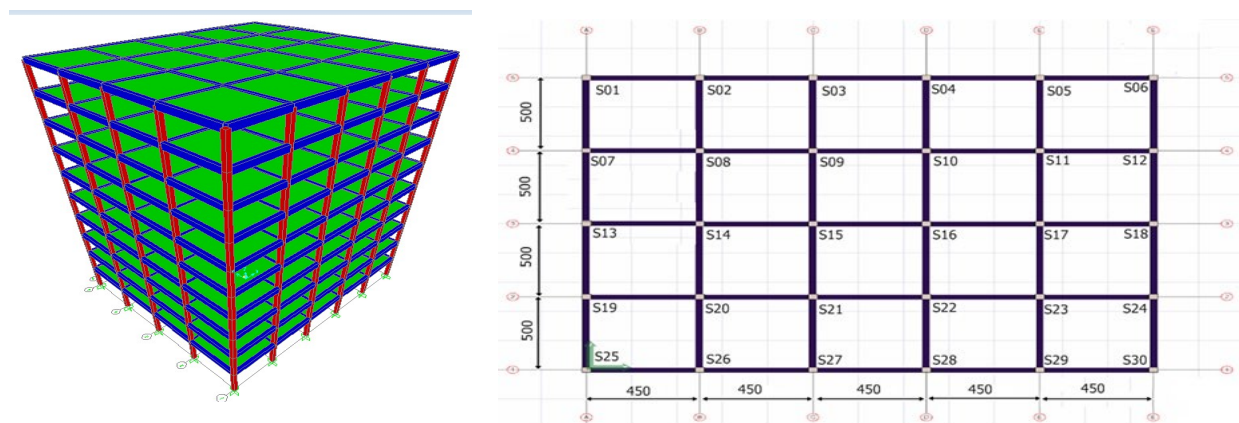 S01 S02 S03 S04 S05 S06
500
S07 S08 S09 S10 S11 S12
500
S13 S14 S15 S16 S17 S18
500
S19 S20 S21 S22 S23 S24
500
S25 S26 S27 S28 S29 S30
450 450 450 450 450